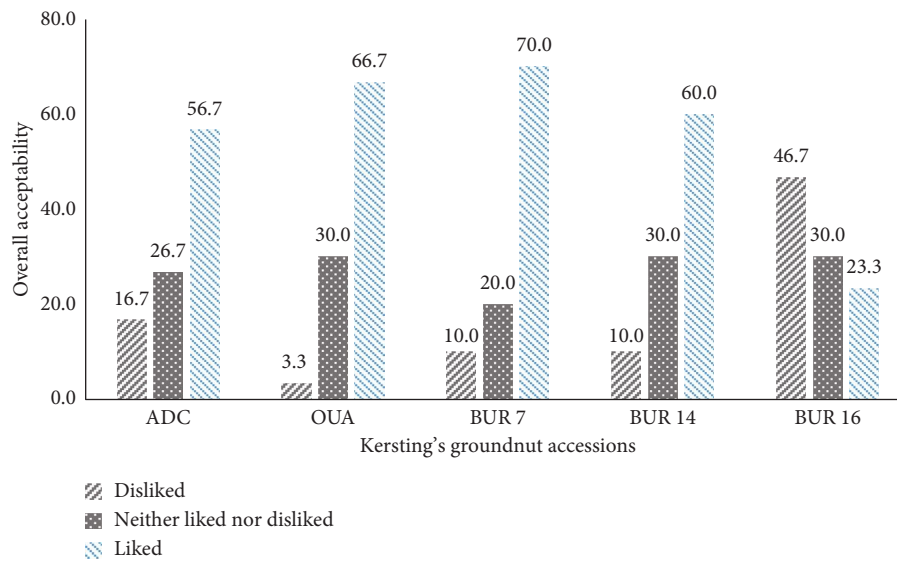 Overall acceptability
80.0
60.0
40.0
20.0
0.0
16.7
26.7
56.7
3.3
30.0
66.7
10.0
20.0
70.0
10.0
30.0
60.0
46.7
30.0
23.3
ADC
OUA
BUR 7
BUR 14
BUR 16
Kersting’s groundnut accessions
Disliked
Neither liked nor disliked
Liked